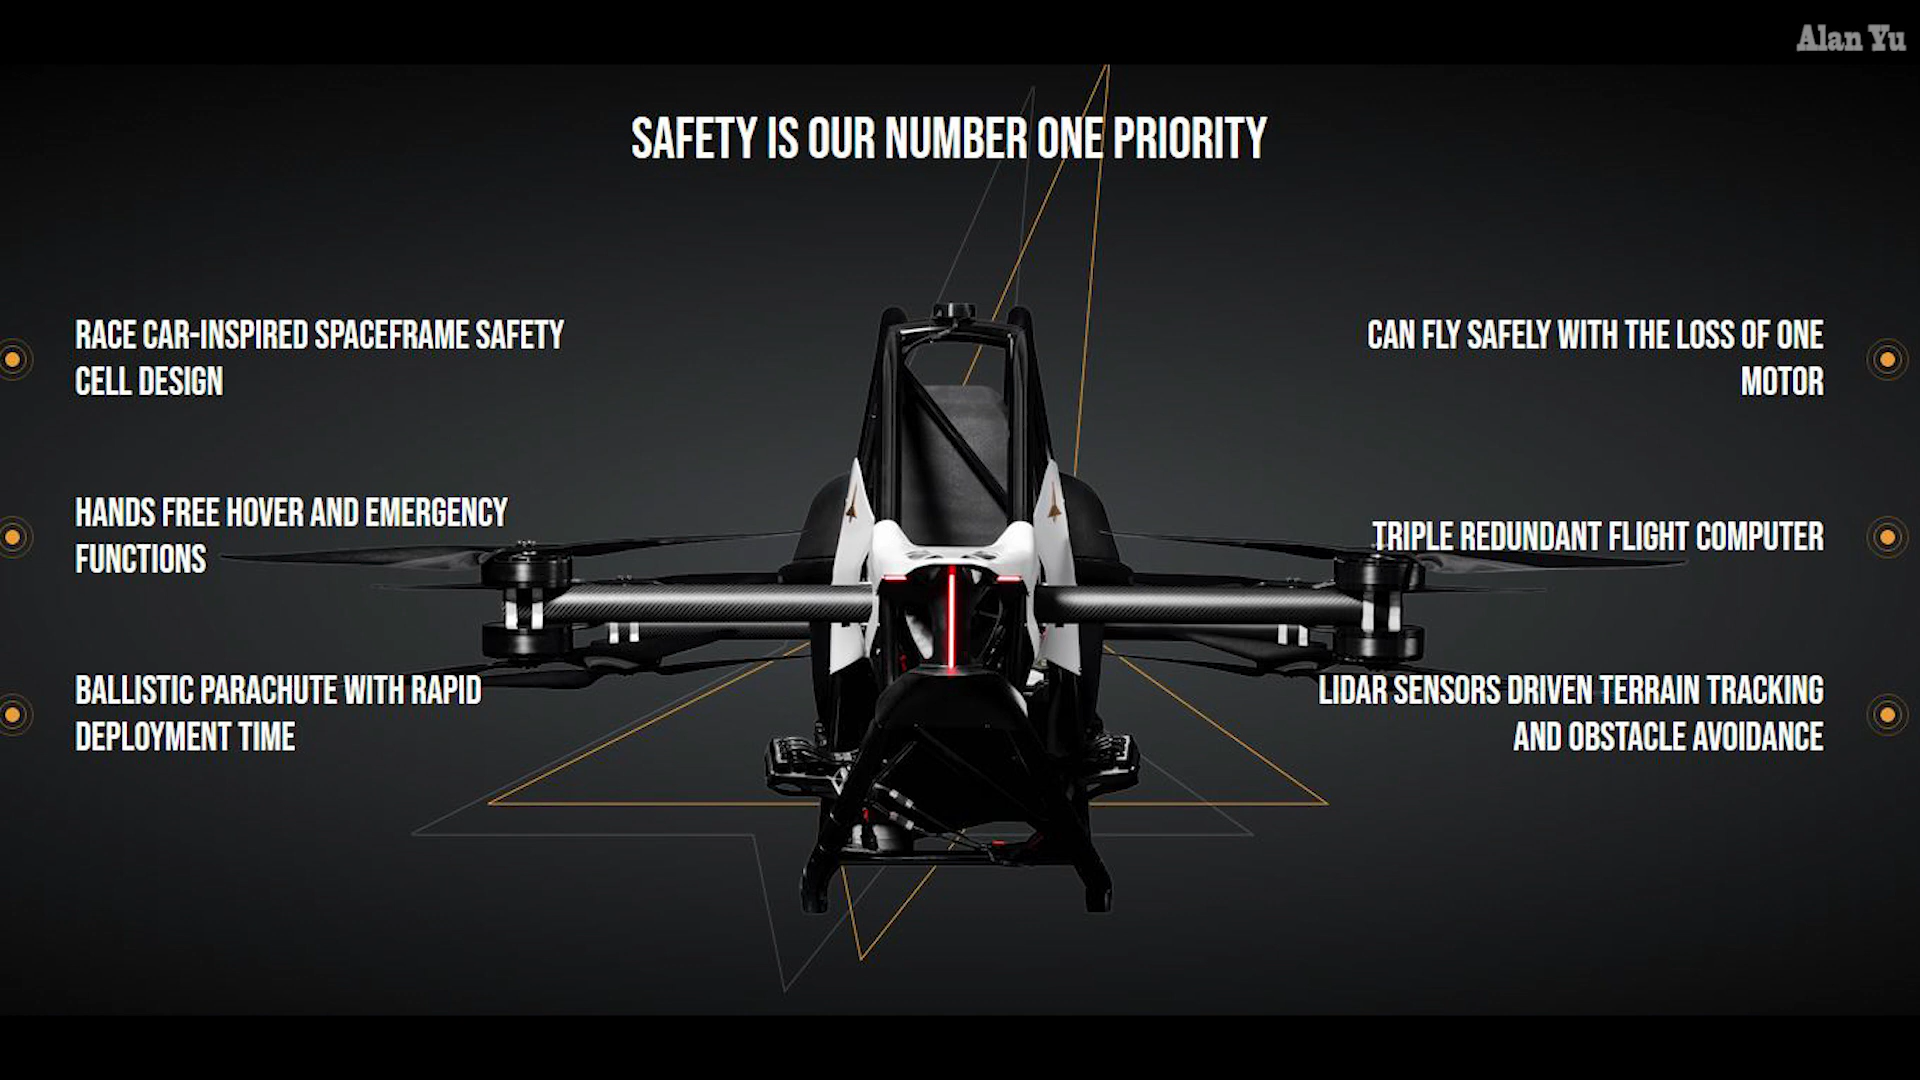 Alan Yu
SAFETY IS OUR NUMBER ONE PRIORITY
RACE CAR-INSPIRED SPACEFRAME SAFETY
CELL DESIGN
HANDS FREE HOVER AND EMERGENCY
FUNCTIONS
BALLISTIC PARACHUTE WITH RAPID
DEPLOYMENT TIME
CAN FLY SAFELY WITH THE LOSS OF ONE
MOTOR
TRIPLE REDUNDANT FLIGHT COMPUTER
LIDAR SENSORS DRIVEN TERRAIN TRACKING
AND OBSTACLE AVOIDANCE